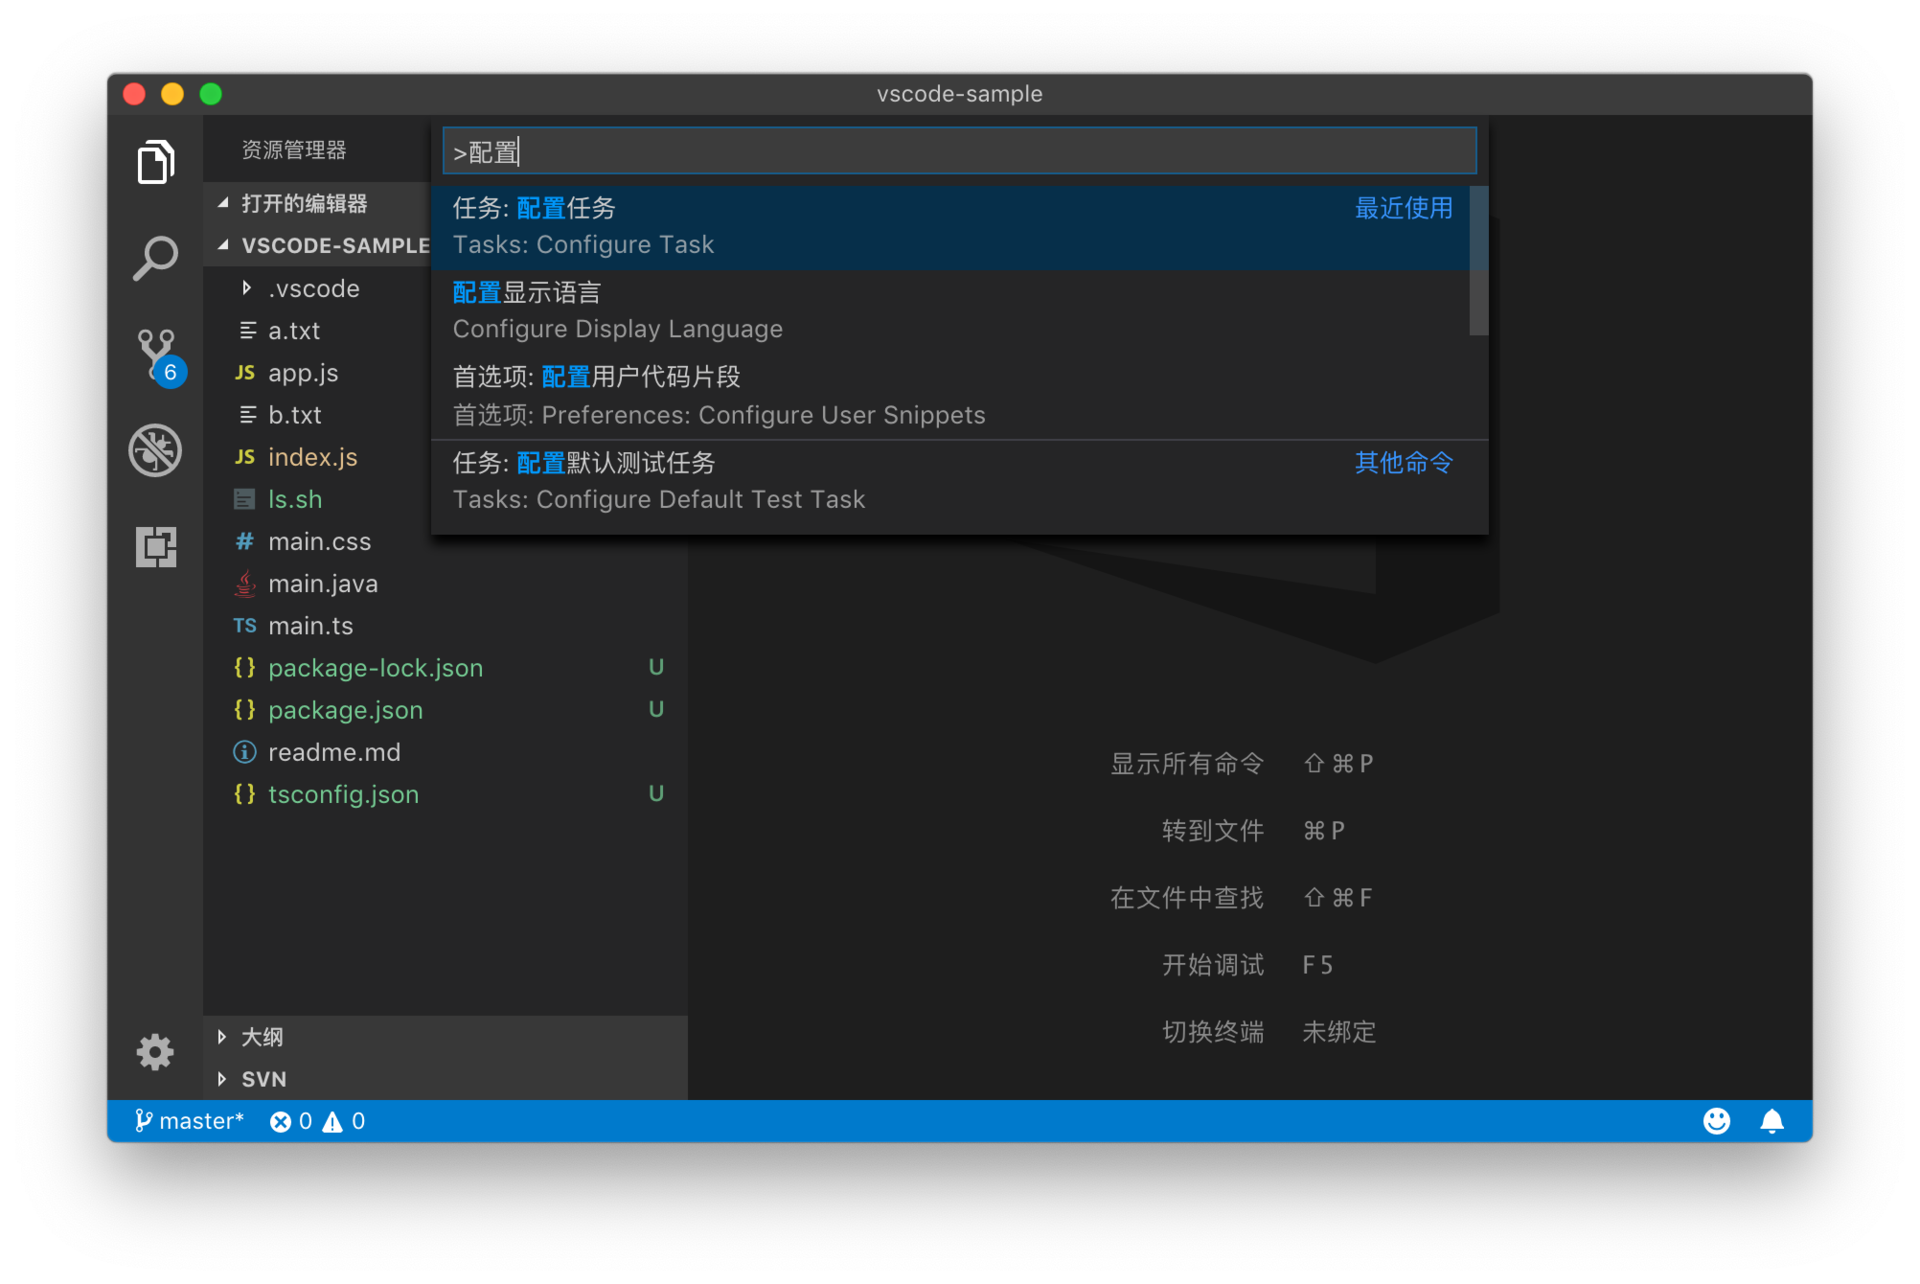 vscode-sample
资源管理器
打开的编辑器
VSCODE-SAMPLE
.vscode
a.txt
JS app.js
b.txt
JS index.js
ls.sh
# main.css
main.java
TS main.ts
{} package-lock.json U
{} package.json U
readme.md
{} tsconfig.json U
大纲
SVN
6
>配置
任务: 配置任务 最近使用
Tasks: Configure Task
配置显示语言
Configure Display Language
首选项: 配置用户代码片段
首选项: Preferences: Configure User Snippets
任务: 配置默认测试任务 其他命令
Tasks: Configure Default Test Task
显示所有命令 ⇧⌘P
转到文件 ⌘P
在文件中查找 ⇧⌘F
开始调试 F5
切换终端 未绑定
master* 0 0